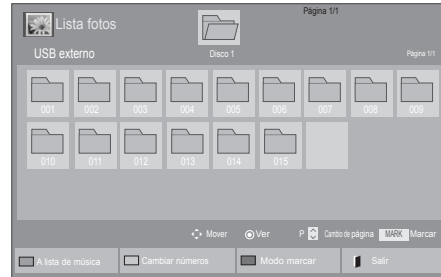 Página 1/1
Lista fotos
USB externo
Disco 1
Página 1/1
001 002 003 004 005 006 007 008 009
010 011 012 013 014 015
Mover Ver P Cambio de página MARK Marcar
A lista de música Cambiar números Modo marcar Salir